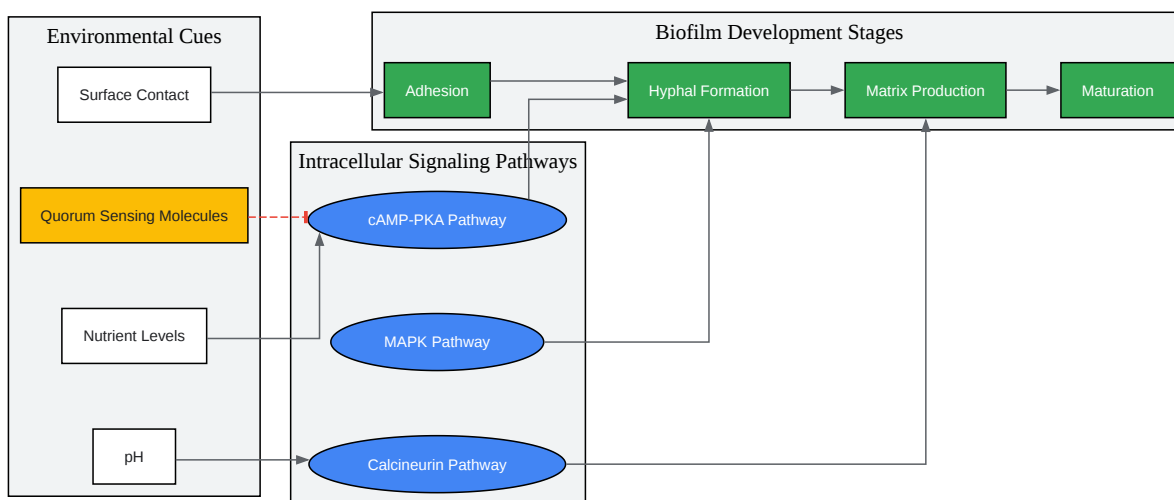 Environmental Cues
Surface Contact
Quorum Sensing Molecules
Nutrient Levels
pH
Intracellular Signaling Pathways
cAMP-PKA Pathway
MAPK Pathway
Calcineurin Pathway
Biofilm Development Stages
Adhesion
Hyphal Formation
Matrix Production
Maturation